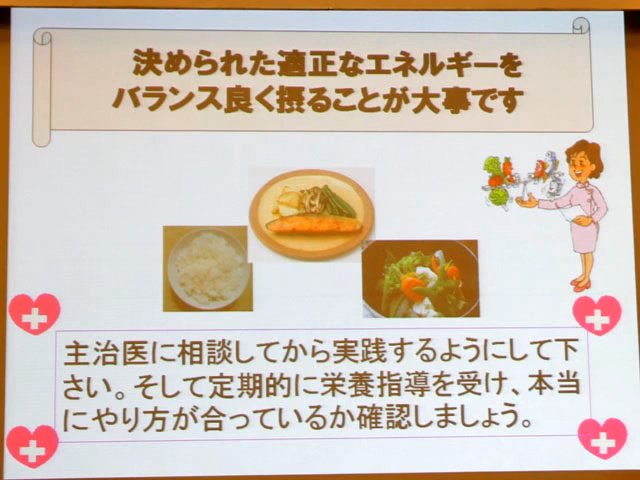 決められた適正なエネルギーを
バランス良く摂ることが大事です
主治医に相談してから実践するようにして下
さい。そして定期的に栄養指導を受け、本当
にやり方が合っているか確認しましょう。